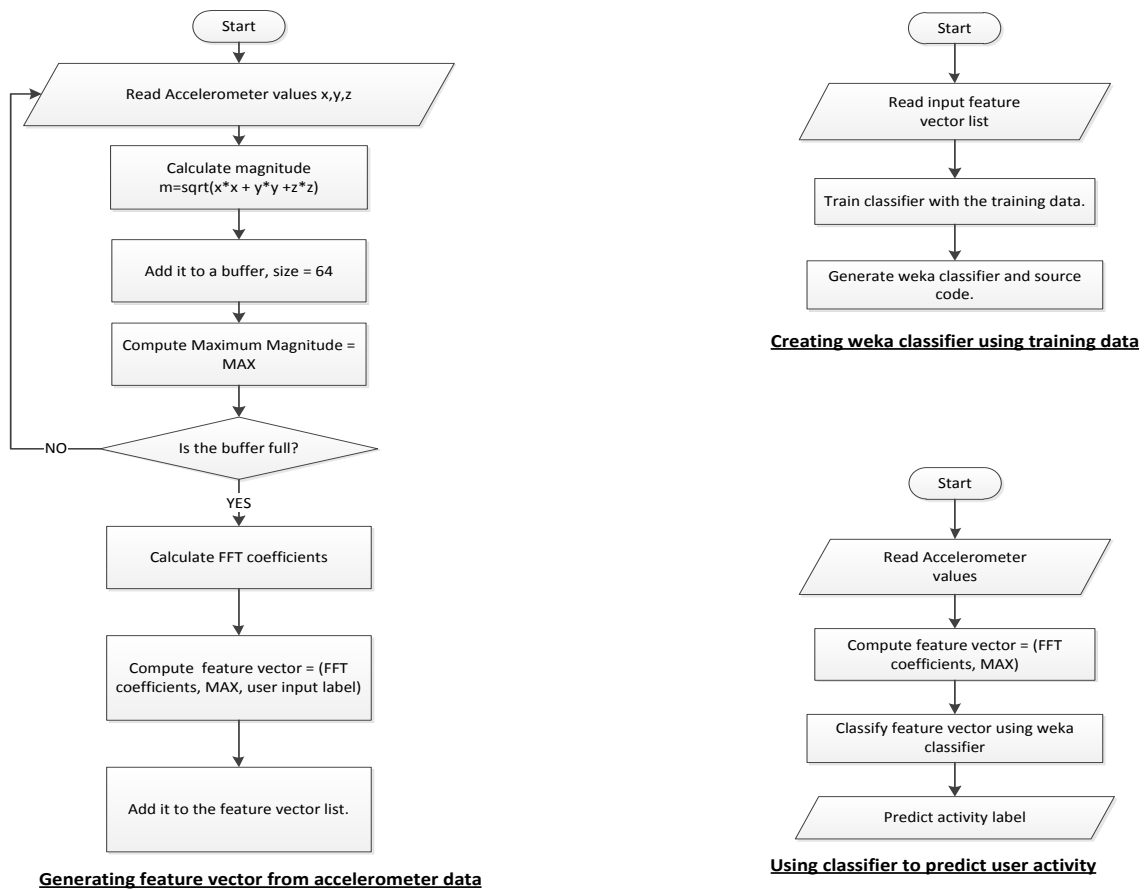 Start
Read Accelerometer values x,y,z
Calculate magnitude
m=sqrt(x*x + y*y +z*z)
Add it to a buffer, size = 64
Compute Maximum Magnitude =
MAX
Is the buffer full?
NO
YES
Calculate FFT coefficients
Compute feature vector = (FFT
coefficients, MAX, user input label)
Add it to the feature vector list.
Generating feature vector from accelerometer data
Start
Read input feature
vector list
Train classifier with the training data.
Generate weka classifier and source
code.
Creating weka classifier using training data
Start
Read Accelerometer
values
Compute feature vector = (FFT
coefficients, MAX)
Classify feature vector using weka
classifier
Predict activity label
Using classifier to predict user activity